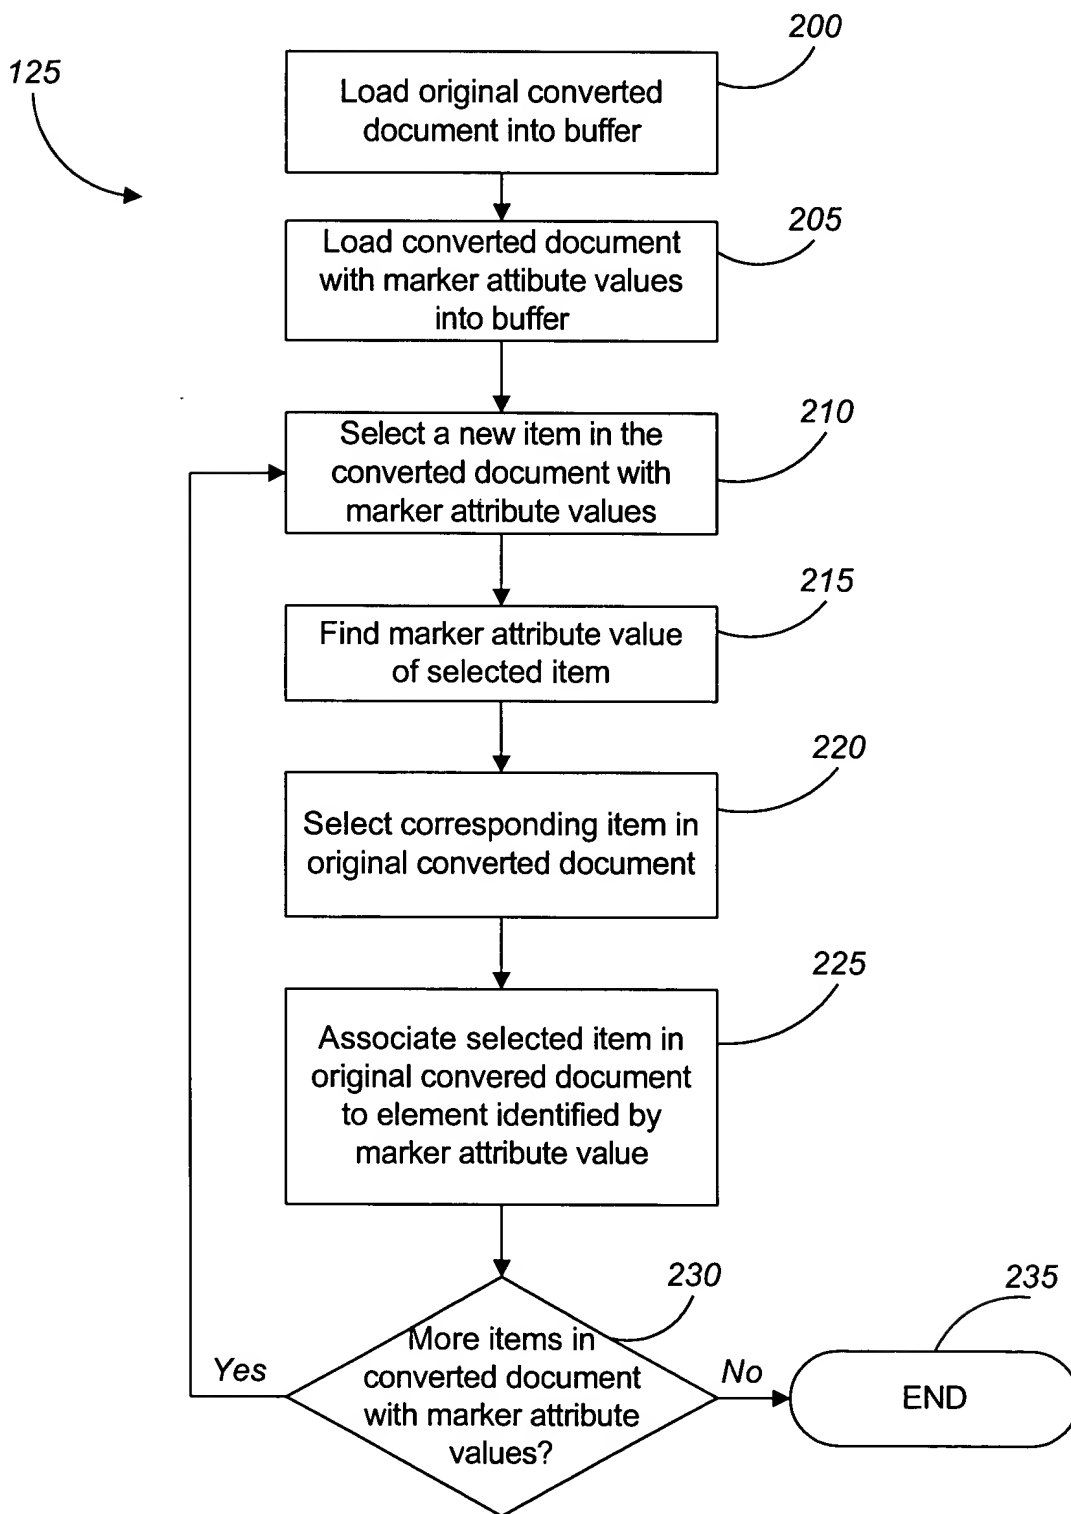 200
125
Load original converted
document into buffer
205
Load converted document
with marker attibute values
into buffer
210
Select a new item in the
converted document with
marker attribute values
215
Find marker attribute value
of selected item
220
Select corresponding item in
original converted document
225
Associate selected item in
original convered document
to element identified by
marker attribute value
230
235
More items in
converted document
with marker attribute
values?
Yes
No
END